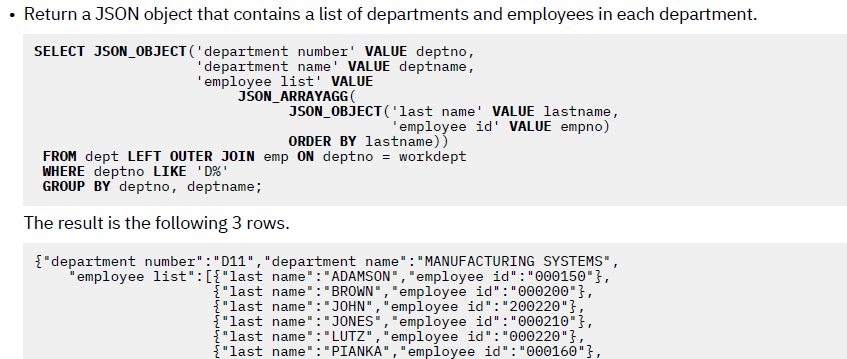 • Return a JSON object that contains a list of departments and employees in each department.
SELECT JSON_OBJECT('department number' VALUE deptno,
'department name' VALUE deptname,
'employee list' VALUE
JSON_ARRAYAGG(
JSON_OBJECT('last name' VALUE lastname,
'employee id' VALUE empno)
ORDER BY lastname))
FROM dept LEFT OUTER JOIN emp ON deptno = workdept
WHERE deptno LIKE 'D%'
GROUP BY deptno, deptname;
The result is the following 3 rows.
{"department number":"D11","department name":"MANUFACTURING SYSTEMS",
"employee list":[{"last name":"ADAMSON","employee id":"000150"},
{"last name":"BROWN","employee id":"000200"},
{"last name":"JOHN","employee id":"200220"},
{"last name":"JONES","employee id":"000210"},
{"last name":"LUTZ","employee id":"000220"},
{"last name":"PIANKA","employee id":"000160"},